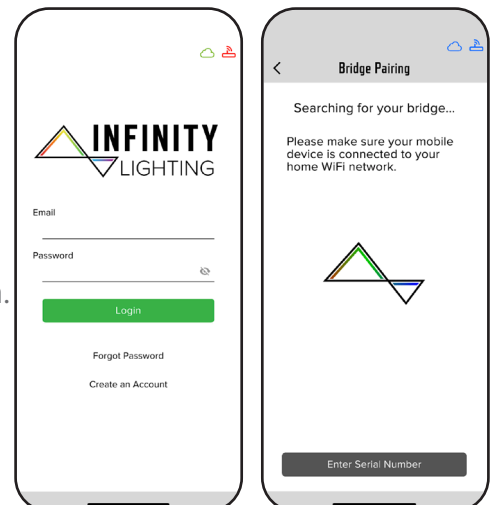 INFINITY
LIGHTING
Email
Password
Login
Forgot Password
Create an Account
Bridge Pairing
Searching for your bridge...
Please make sure your mobile
device is connected to your
home WiFi network.
Enter Serial Number